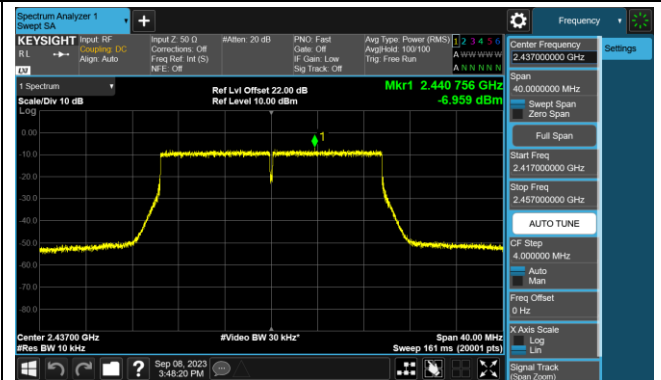 Spectrum Analyzer 1
Swept SA
Frequency
KEYSIGHT
RL
LXI
Input: RF
Coupling: DC
Align: Auto
Input Z: 50 Ω
Corrections: Off
Freq Ref: Int (S)
NFE: Off
#Atten: 20 dB
PNO: Fast
Gate: Off
IF Gain: Low
Sig Track: Off
Avg Type: Power (RMS)
Avg|Hold: 100/100
Trig: Free Run
1 2 3 4 5 6
A W W W W W
A N N N N N
1 Spectrum
Scale/Div 10 dB
Ref Lvl Offset 22.00 dB
Ref Level 10.00 dBm
Mkr1 2.440 756 GHz
-6.959 dBm
Log
0.00
-10.0
-20.0
-30.0
-40.0
-50.0
-60.0
-70.0
-80.0
1
Center 2.43700 GHz
#Res BW 10 kHz
#Video BW 30 kHz*
Span 40.00 MHz
Sweep 161 ms (20001 pts)
Sep 08, 2023
3:48:20 PM
Center Frequency
2.437000000 GHz
Settings
Span
40.0000000 MHz
Swept Span
Zero Span
Full Span
Start Freq
2.417000000 GHz
Stop Freq
2.457000000 GHz
AUTO TUNE
CF Step
4.000000 MHz
Auto
Man
Freq Offset
0 Hz
X Axis Scale
Log
Lin
Signal Track
(Span Zoom)